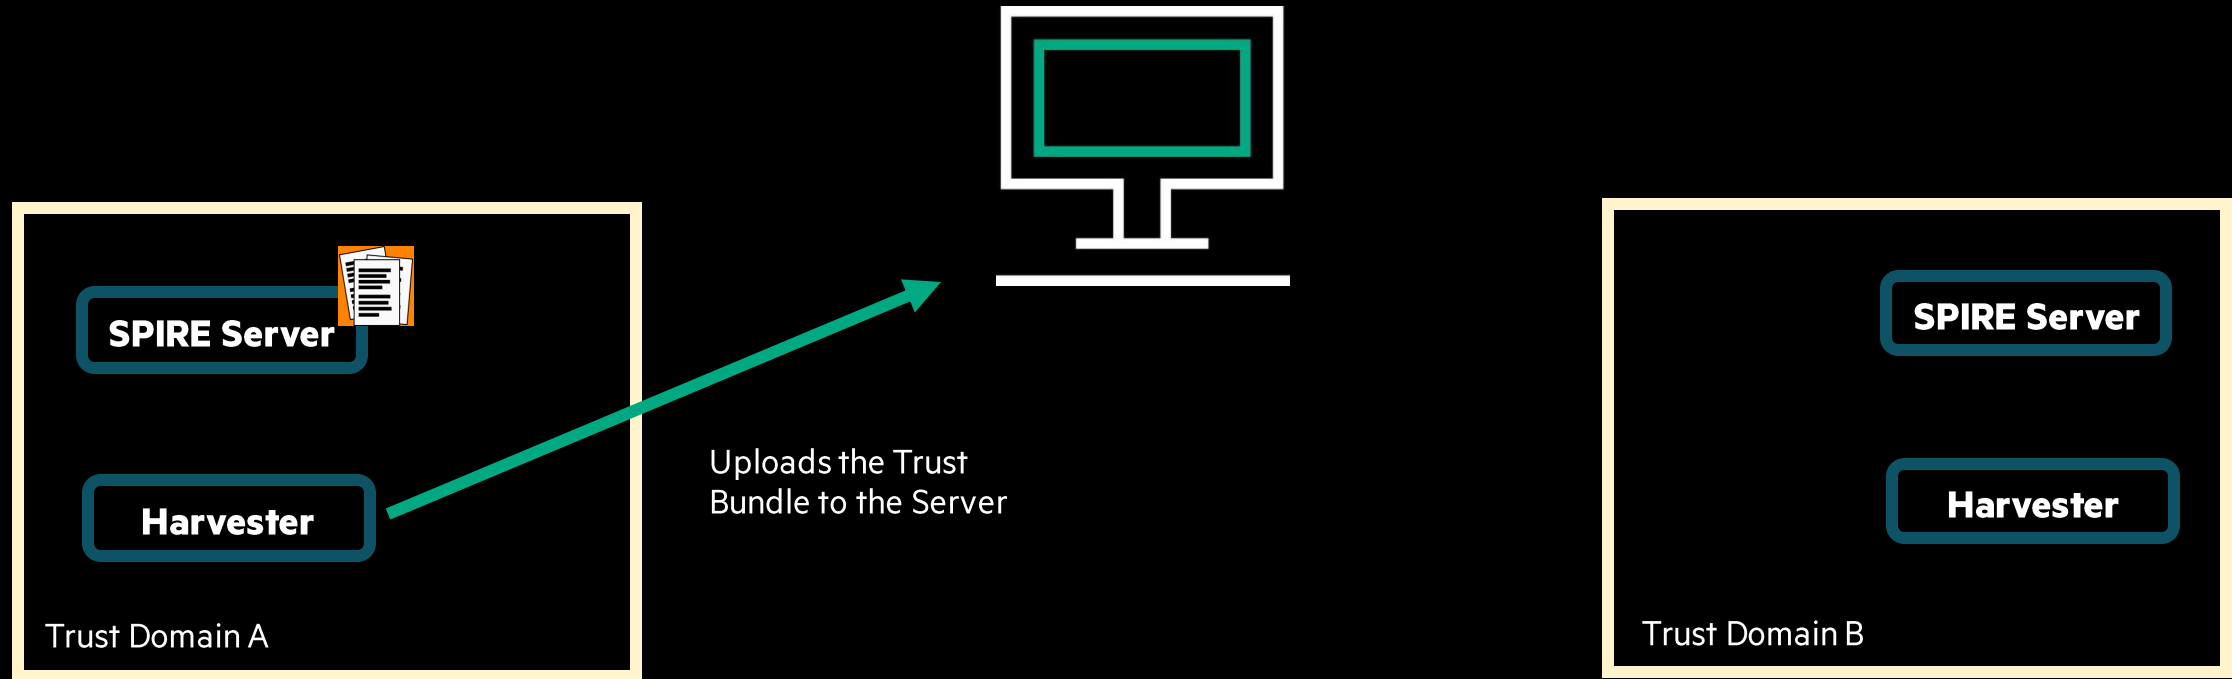 SPIRE Server
Harvester
Trust Domain A
Uploads the Trust
Bundle to the Server
SPIRE Server
Harvester
Trust Domain B